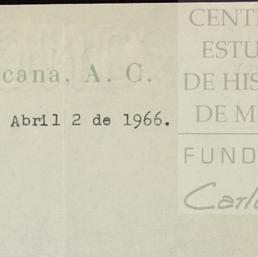 CENT
ESTU
DE HIS
DE M
FUND
Carl
cana, A. C.
Abril 2 de 1966.